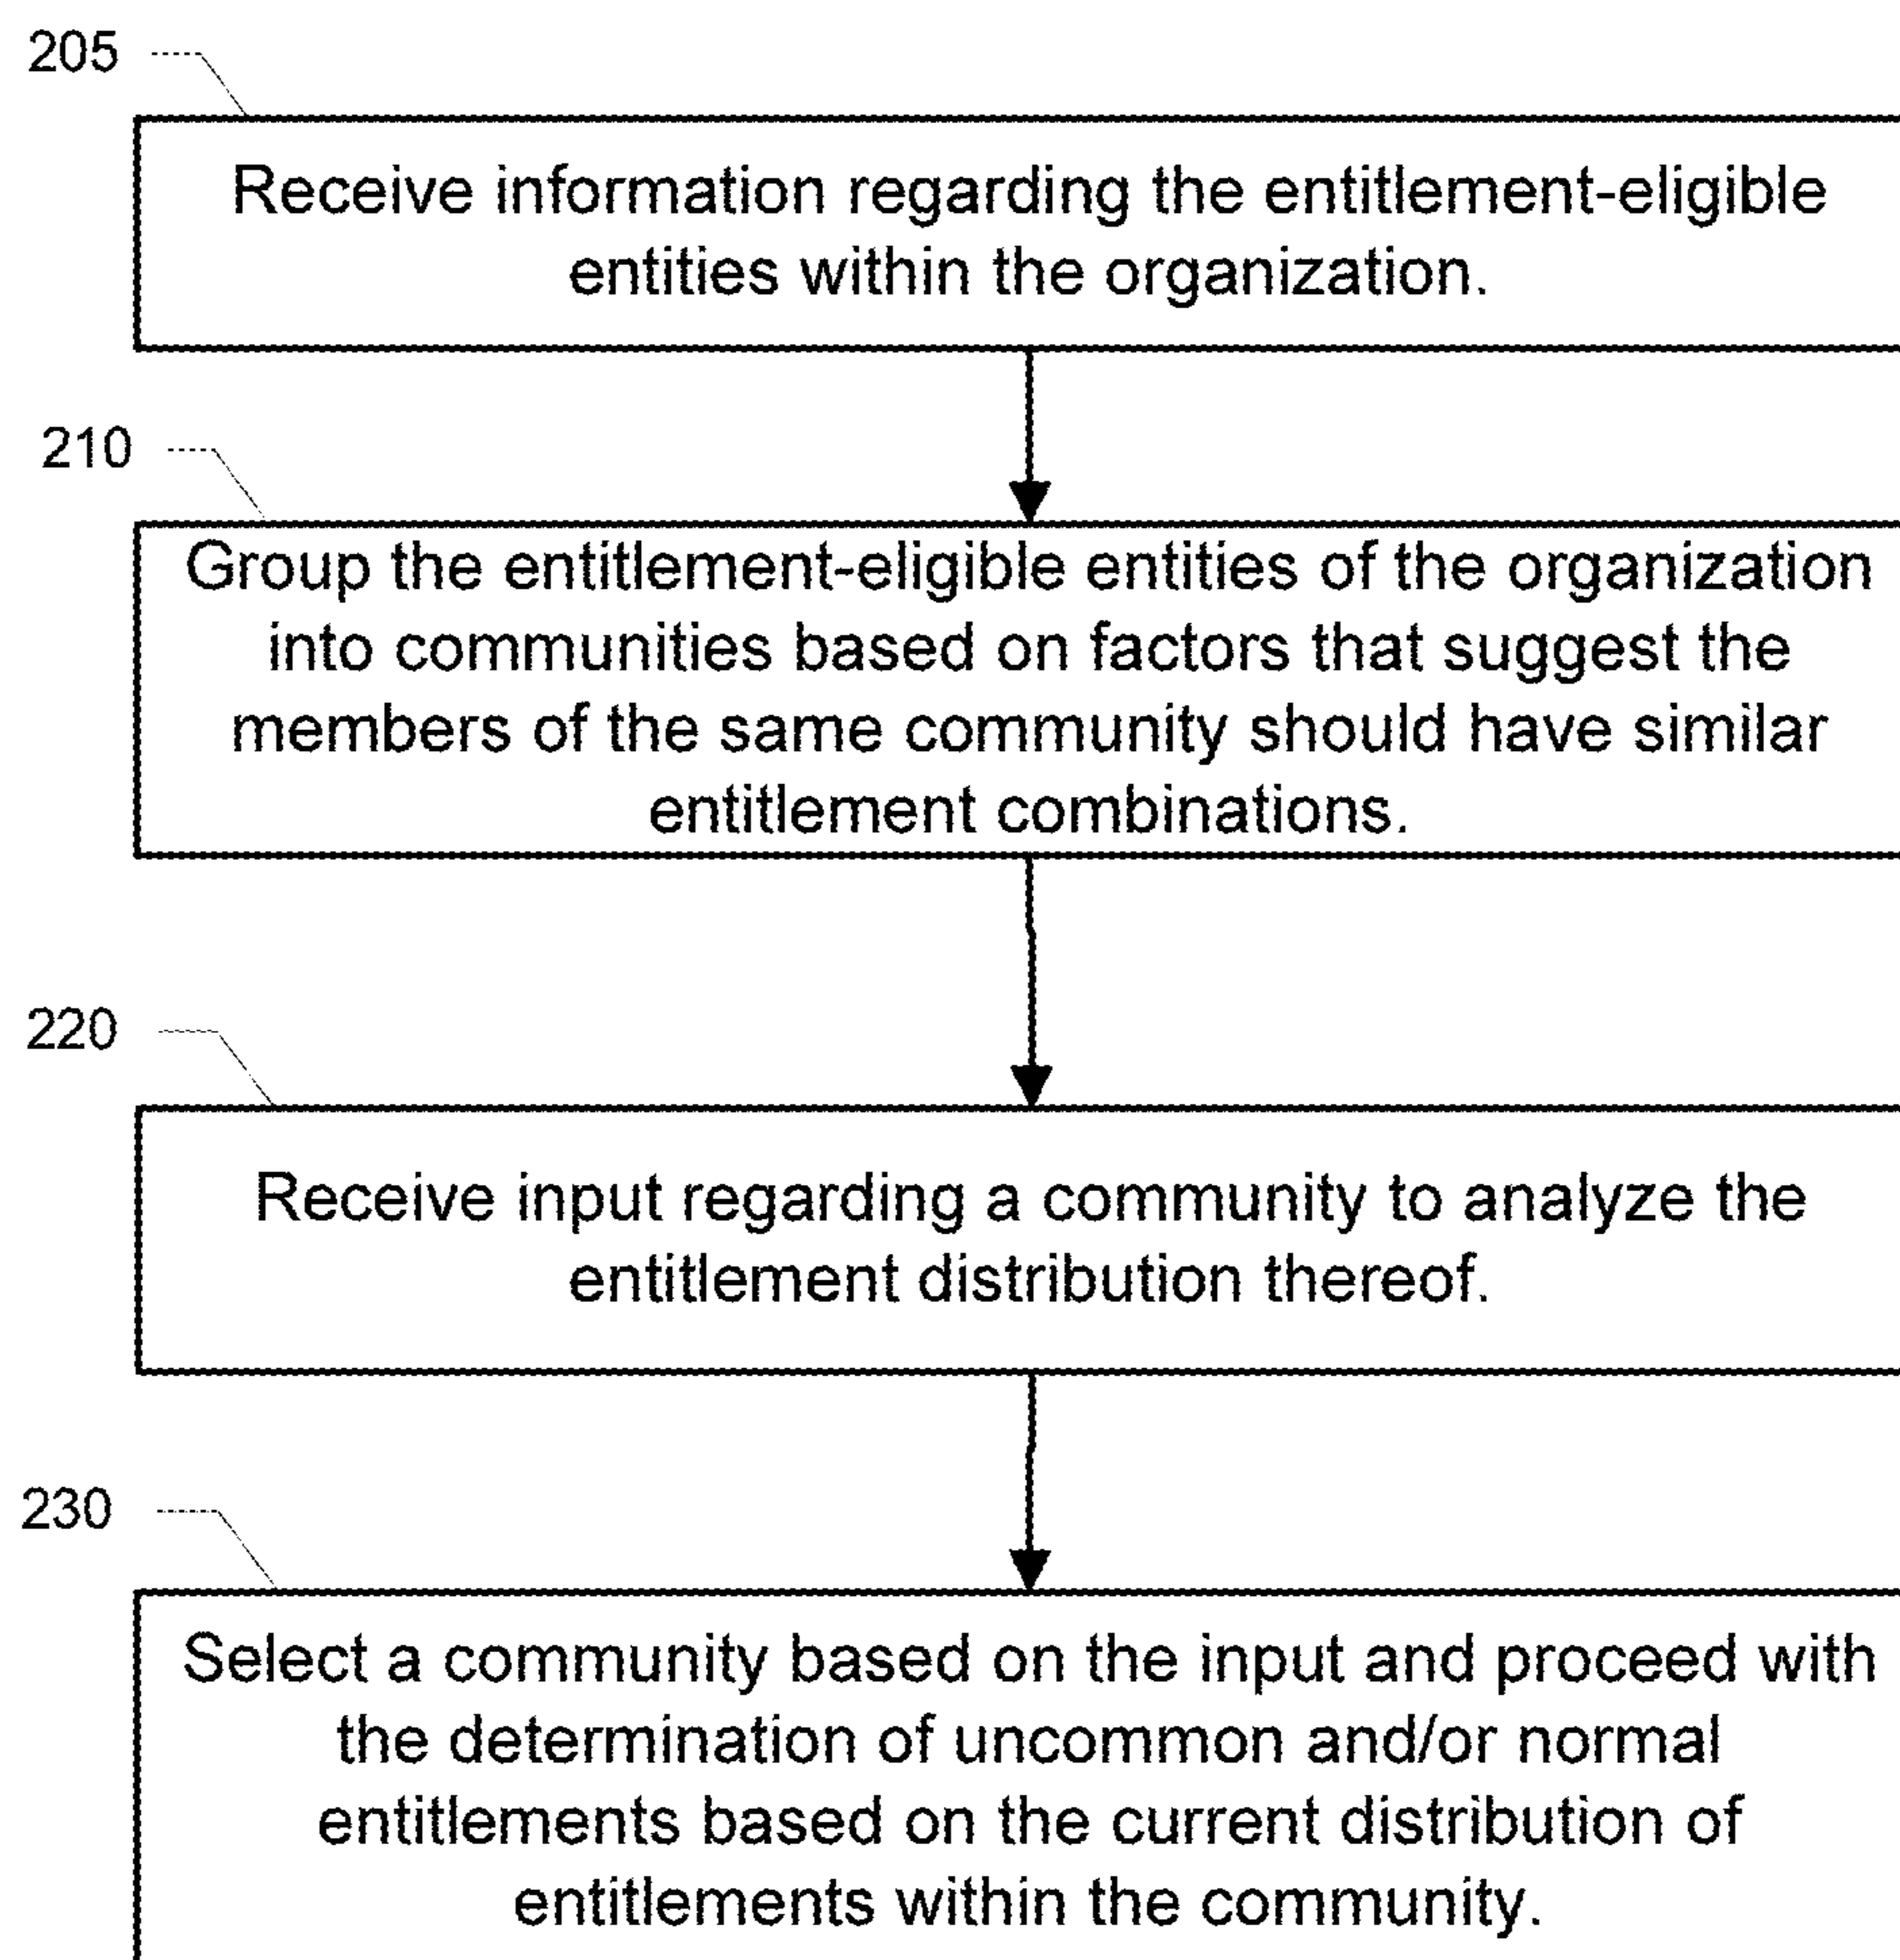 205
Receive information regarding the entitlement-eligible
entities within the organization.
210
Group the entitlement-eligible entities of the organization
into communities based on factors that suggest the
members of the same community should have similar
entitlement combinations.
220
Receive input regarding a community to analyze the
entitlement distribution thereof.
230
Select a community based on the input and proceed with
the determination of uncommon and/or normal
entitlements based on the current distribution of
entitlements within the community.